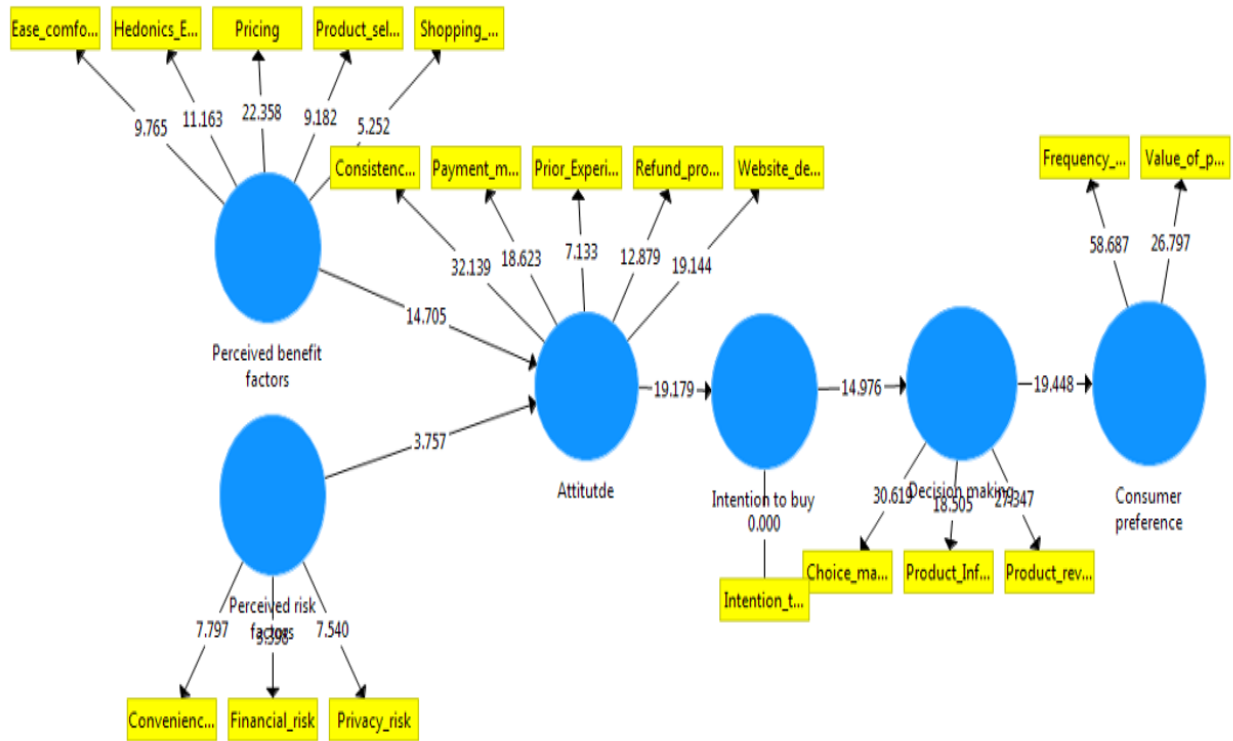 Ease_comfo...
Hedonics_E...
Pricing
Product_sel...
Shopping_...
9.765
11.163
22.358
9.182
5.252
Consistenc...
Payment_m...
Prior_Experi...
Refund_pro...
Website_de...
Frequency_...
Value_of_p...
32.139
18.623
7.133
12.879
19.144
58.687
26.797
14.705
Perceived benefit
factors
19.179
14.976
19.448
3.757
Attitutde
Intention to buy
0.000
Decision making
Consumer
preference
30.619
18.505
27.347
Choice_ma...
Product_Inf...
Product_rev...
Intention_t...
Perceived risk
factors
7.797
7.540
Convenienc...
Financial_risk
Privacy_risk